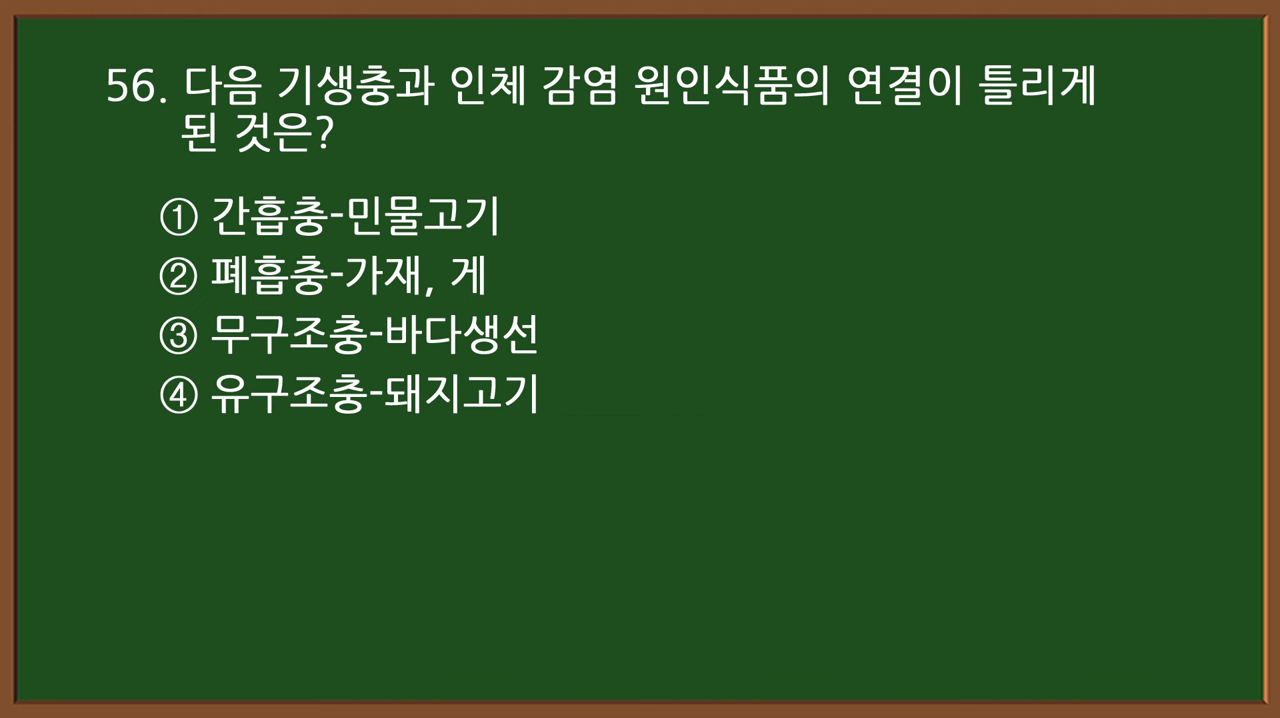 56. 다음 기생충과 인체 감염 원인식품의 연결이 틀리게
된 것은?
① 간흡충-민물고기
② 폐흡충-가재, 게
③ 무구조충-바다생선
④ 유구조충-돼지고기